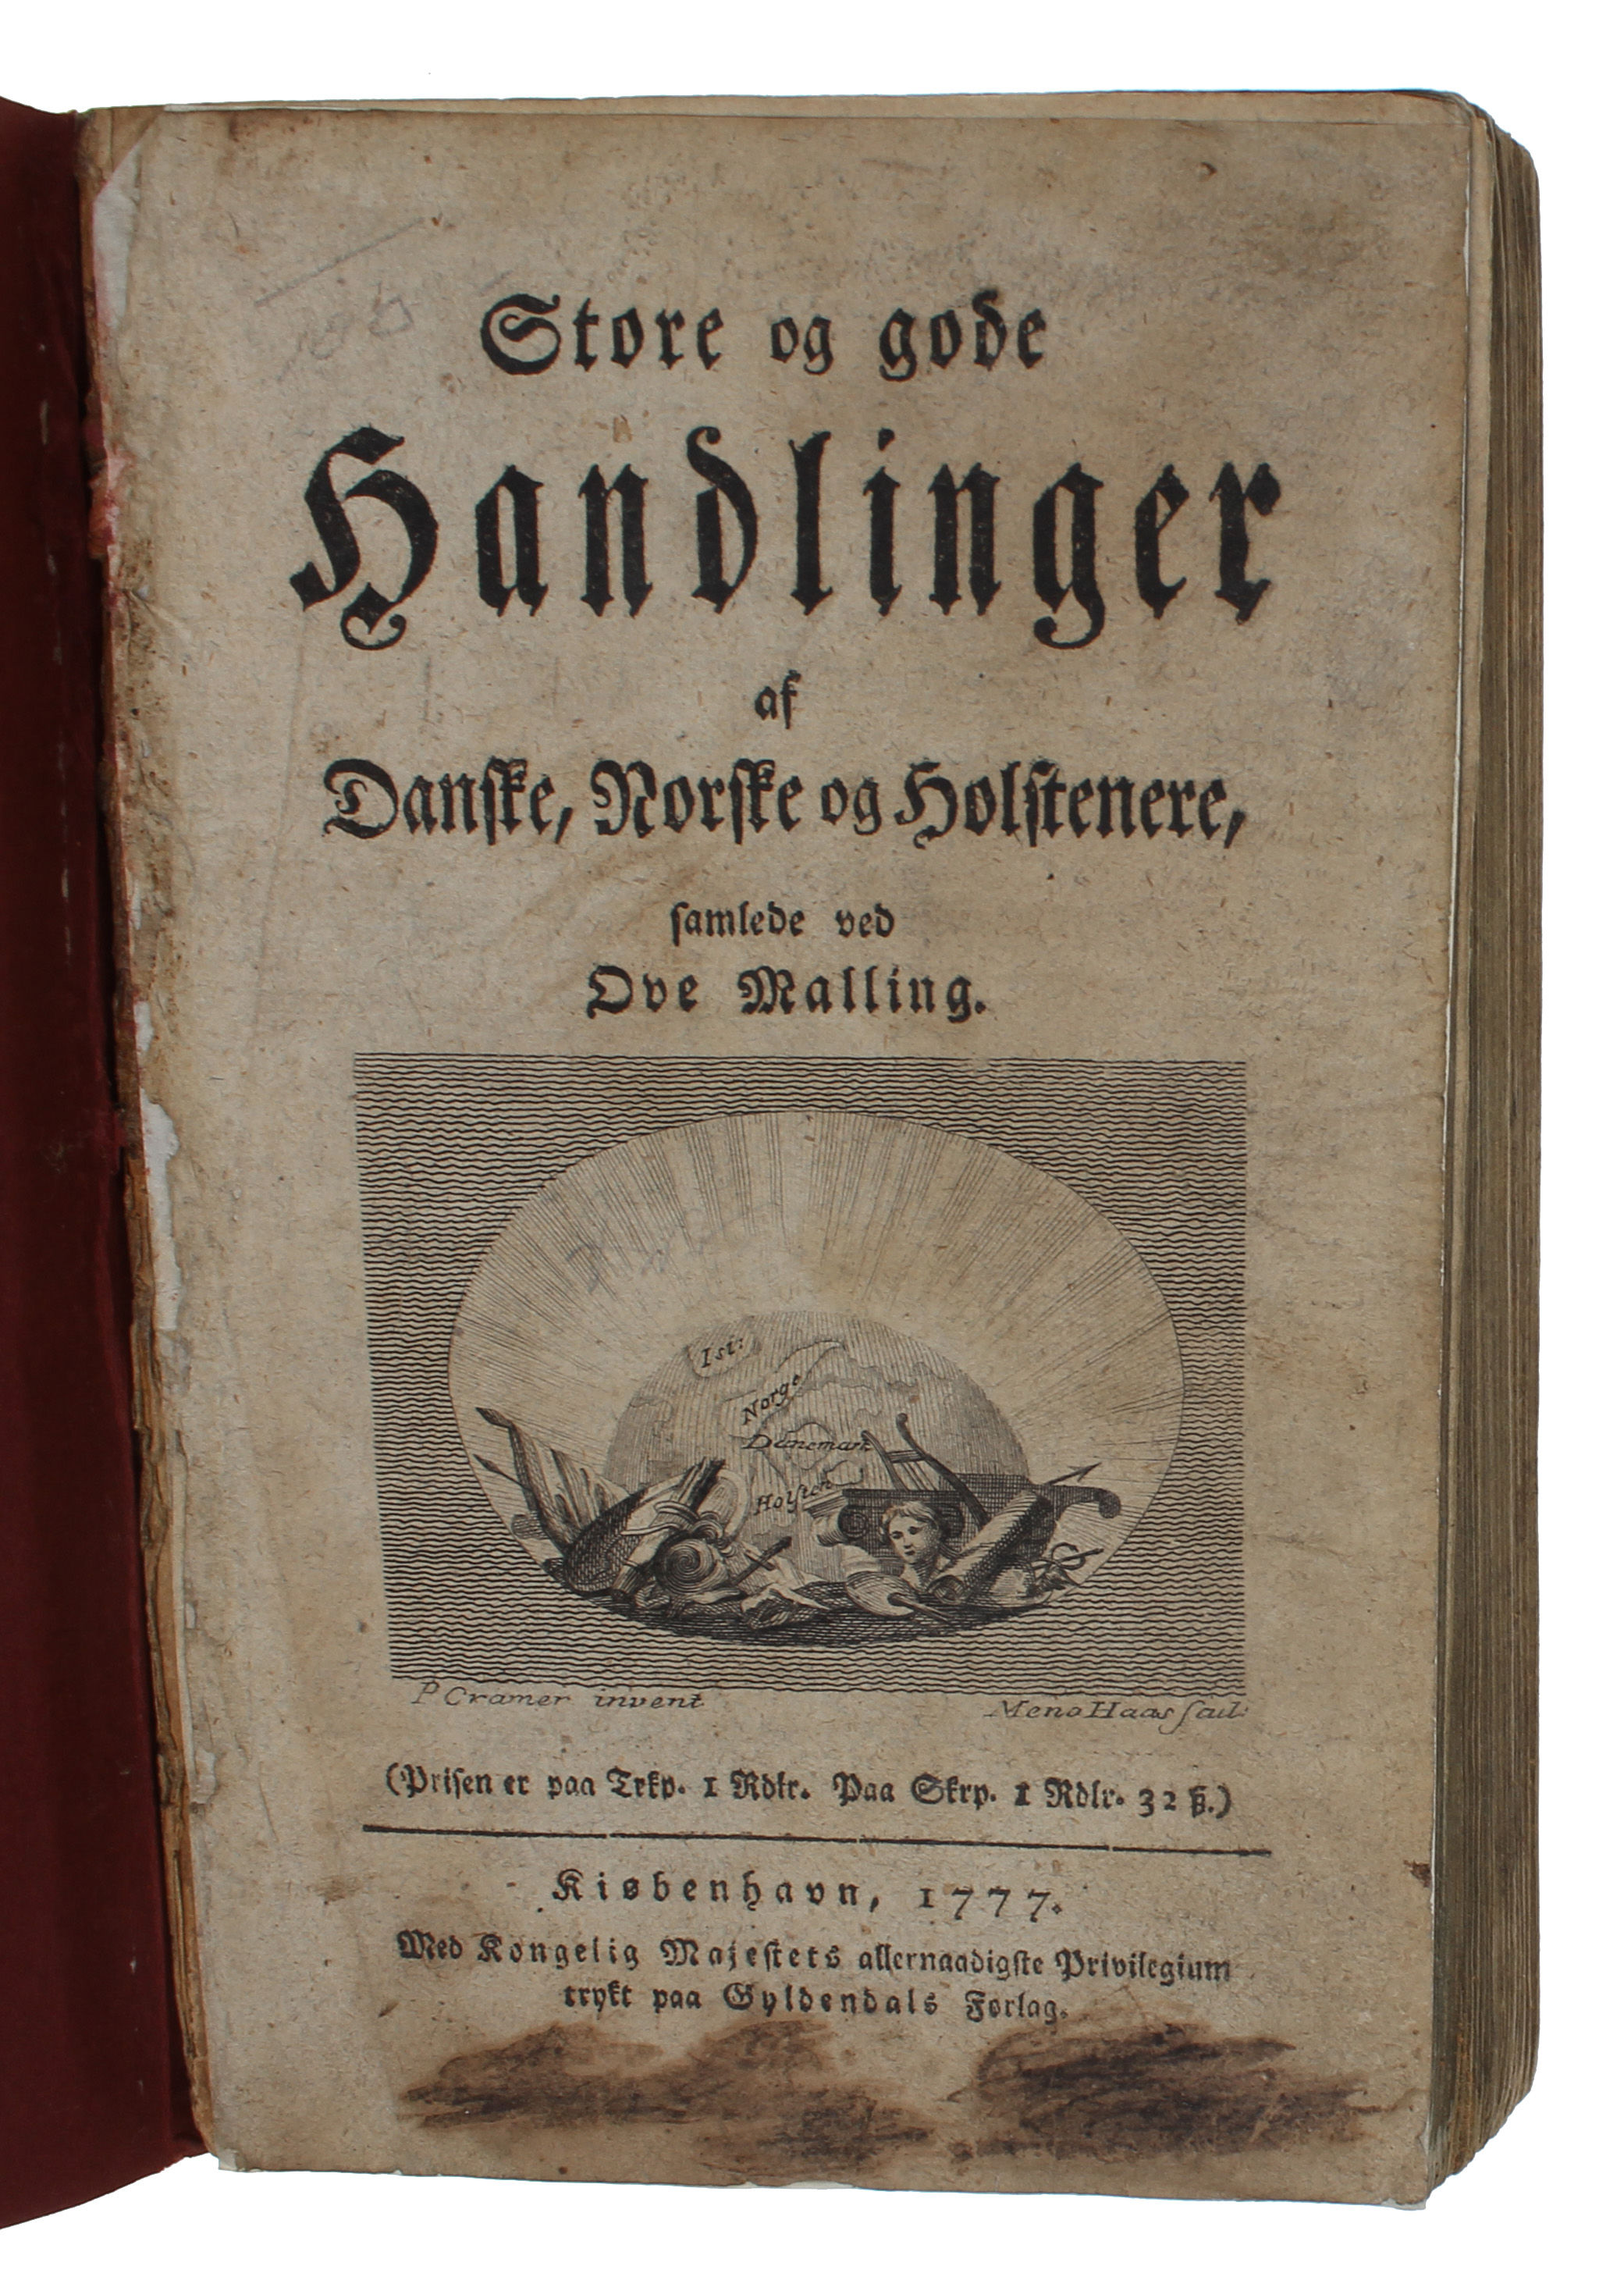 Store og gode
Handlinger
af
Danske, Norske og Holstenere,
samlede ved
Ove Malling.
Isl:
Norge
Danemark
Holsten
P Cramer invent
Meno Haas sculː
(Prisen er paa Trkp. 1 Rdlr. Paa Skrp. 1 Rdlr. 32 ß.)
Kiøbenhavn, 1777.
Med Kongelig Majestets allernaadigste Privilegium
trykt paa Gyldendals Forlag.